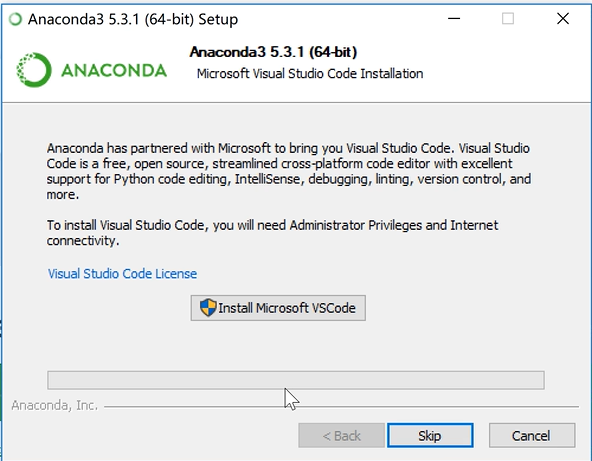 Anaconda3 5.3.1 (64-bit) Setup
ANACONDA
Anaconda3 5.3.1 (64-bit)
Microsoft Visual Studio Code Installation
Anaconda has partnered with Microsoft to bring you Visual Studio Code. Visual Studio
Code is a free, open source, streamlined cross-platform code editor with excellent
support for Python code editing, IntelliSense, debugging, linting, version control, and
more.
To install Visual Studio Code, you will need Administrator Privileges and Internet
connectivity.
Visual Studio Code License
Install Microsoft VSCode
Anaconda, Inc.
< Back
Skip
Cancel